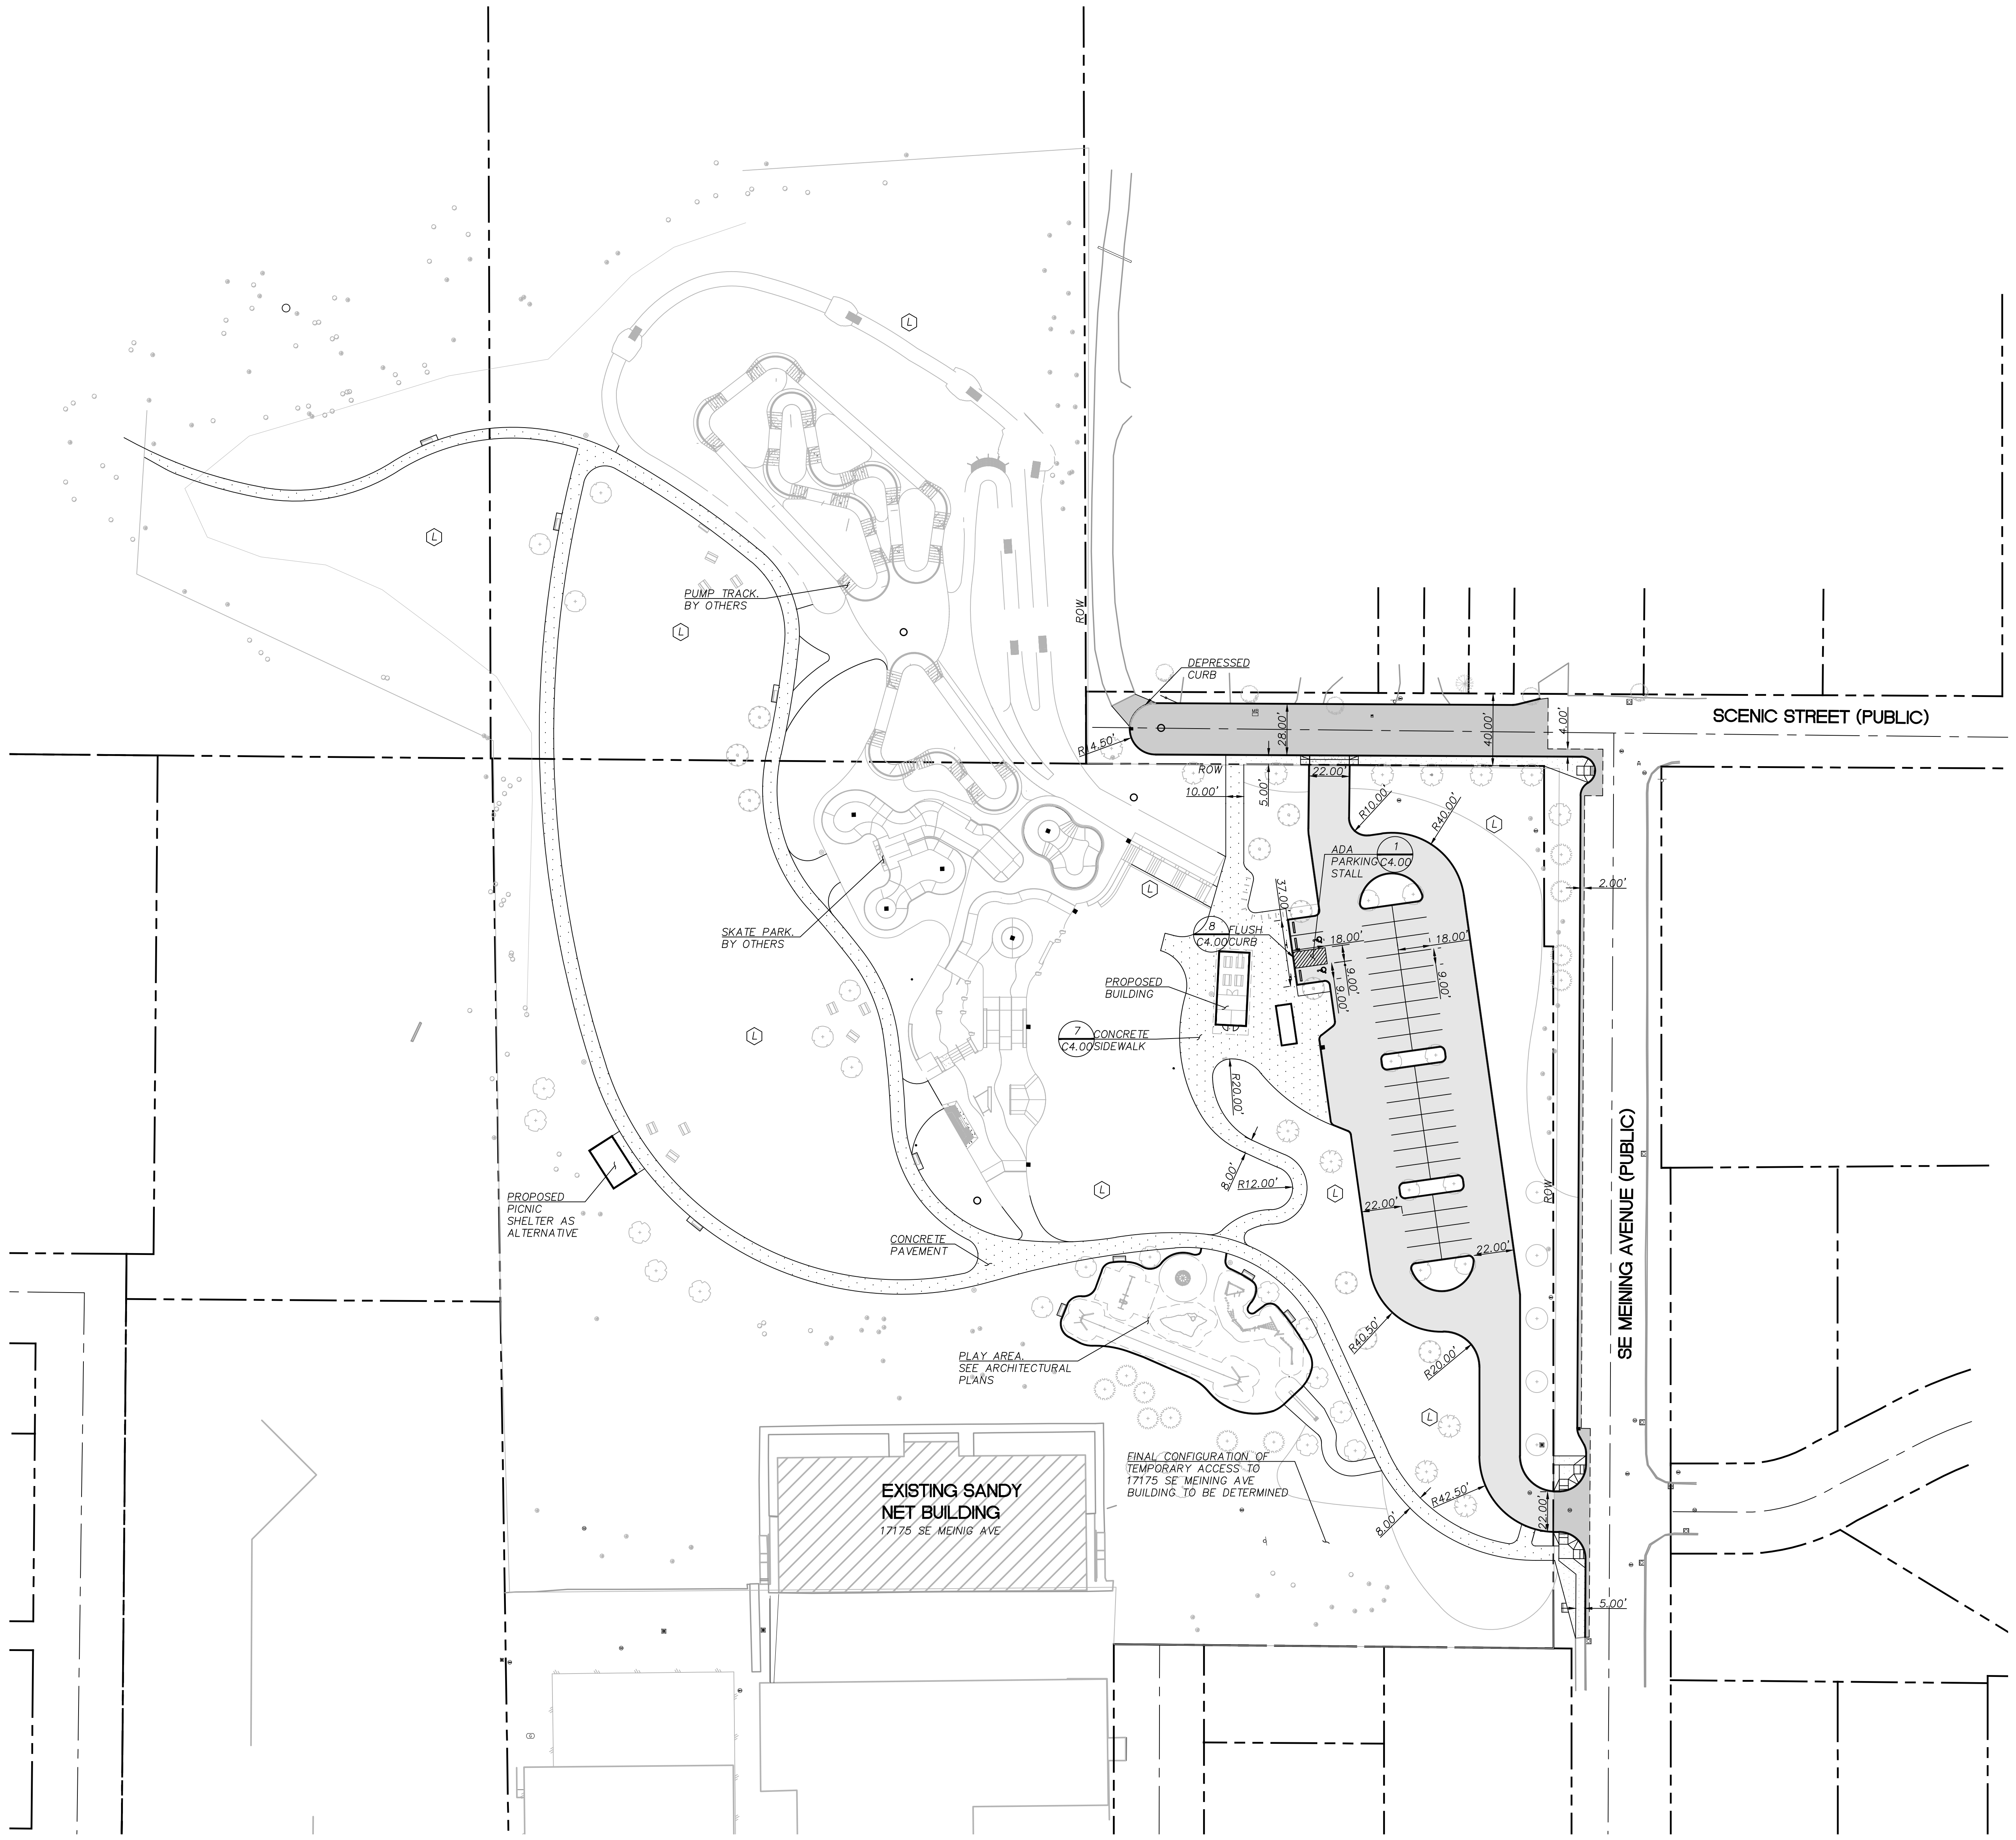 L
L
PUMP TRACK.
BY OTHERS
L
ROW
DEPRESSED
CURB
SCENIC STREET (PUBLIC)
28.00'
40.00'
4.00'
R14.50'
ROW
22.00'
10.00'
5.00'
R10.00'
R40.00'
L
ADA
PARKING
STALL
1
C4.00
2.00'
L
37.00'
SKATE PARK.
BY OTHERS
8
C4.00
FLUSH
CURB
18.00'
18.00'
9.00'
9.00'
9.00'
PROPOSED
BUILDING
7
C4.00
CONCRETE
SIDEWALK
L
R20.00'
SE MEINING AVENUE (PUBLIC)
8.00'
R12.00'
L
L
ROW
22.00'
PROPOSED
PICNIC
SHELTER AS
ALTERNATIVE
CONCRETE
PAVEMENT
22.00'
R40.50'
R20.00'
PLAY AREA.
SEE ARCHITECTURAL
PLANS
L
FINAL CONFIGURATION OF
TEMPORARY ACCESS TO
17175 SE MEINING AVE
BUILDING TO BE DETERMINED
EXISTING SANDY
NET BUILDING
17175 SE MEINIG AVE
R42.50'
22.00'
8.00'
5.00'